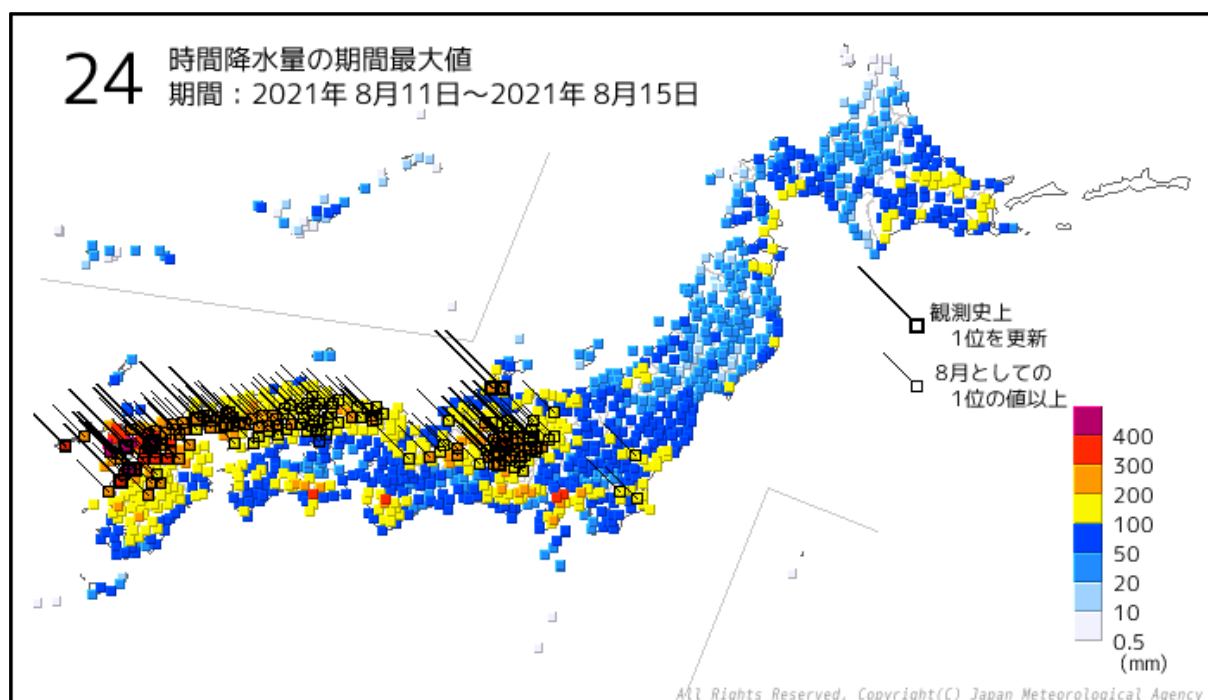 24 時間降水量の期間最大値
期間：2021年 8月11日～2021年 8月15日
観測史上
1位を更新
8月としての
1位の値以上
400
300
200
100
50
20
10
0.5
(mm)
All Rights Reserved, Copyright(C) Japan Meteorological Agency